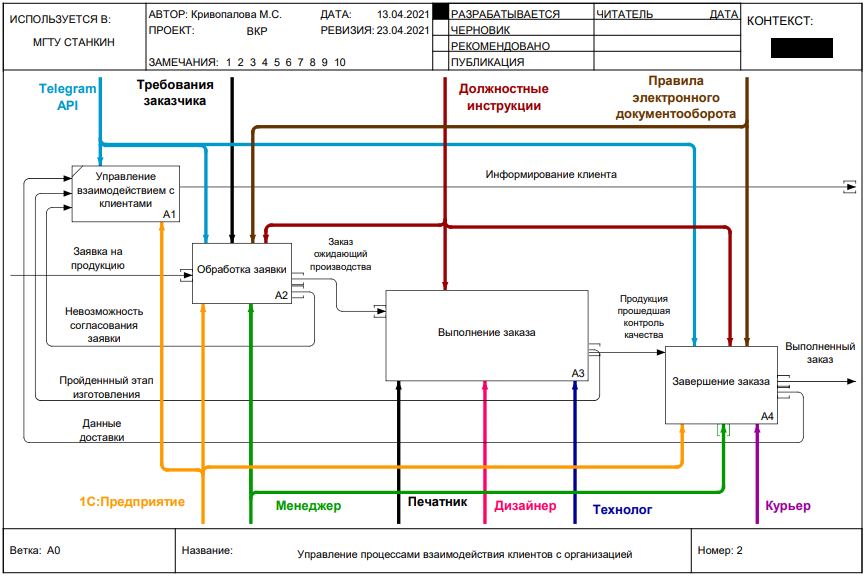 ИСПОЛЬЗУЕТСЯ В:
МГТУ СТАНКИН
АВТОР: Кривопалова М.С.
ДАТА: 13.04.2021
ПРОЕКТ: ВКР
РЕВИЗИЯ: 23.04.2021
ЗАМЕЧАНИЯ: 1 2 3 4 5 6 7 8 9 10
РАЗРАБАТЫВАЕТСЯ
ЧЕРНОВИК
РЕКОМЕНДОВАНО
ПУБЛИКАЦИЯ
ЧИТАТЕЛЬ
ДАТА
КОНТЕКСТ:
Telegram
API
Требования
заказчика
Должностные
инструкции
Правила
электронного
документооборота
Управление
взаимодействием с
клиентами
A1
Информирование клиента
Заявка на
продукцию
Обработка заявки
A2
Заказ
ожидающий
производства
Невозможность
согласования
заявки
Выполнение заказа
A3
Продукция
прошедшая
контроль
качества
Завершение заказа
A4
Выполненный
заказ
Пройденнный этап
изготовления
Данные
доставки
1С:Предприятие
Менеджер
Печатник
Дизайнер
Технолог
Курьер
Ветка: A0
Название:
Управление процессами взаимодействия клиентов с организацией
Номер: 2